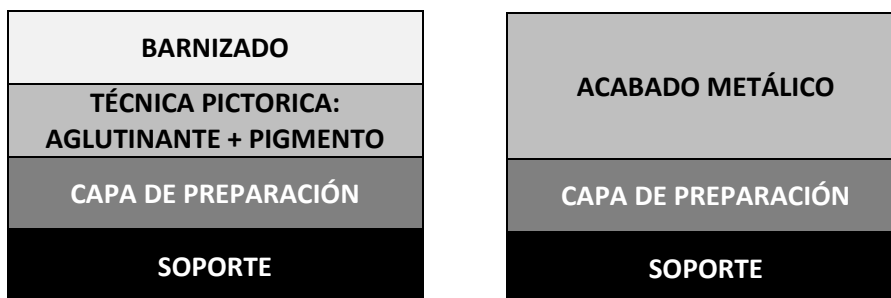 BARNIZADO
TÉCNICA PICTORICA:
AGLUTINANTE + PIGMENTO
CAPA DE PREPARACIÓN
SOPORTE
ACABADO METÁLICO
CAPA DE PREPARACIÓN
SOPORTE